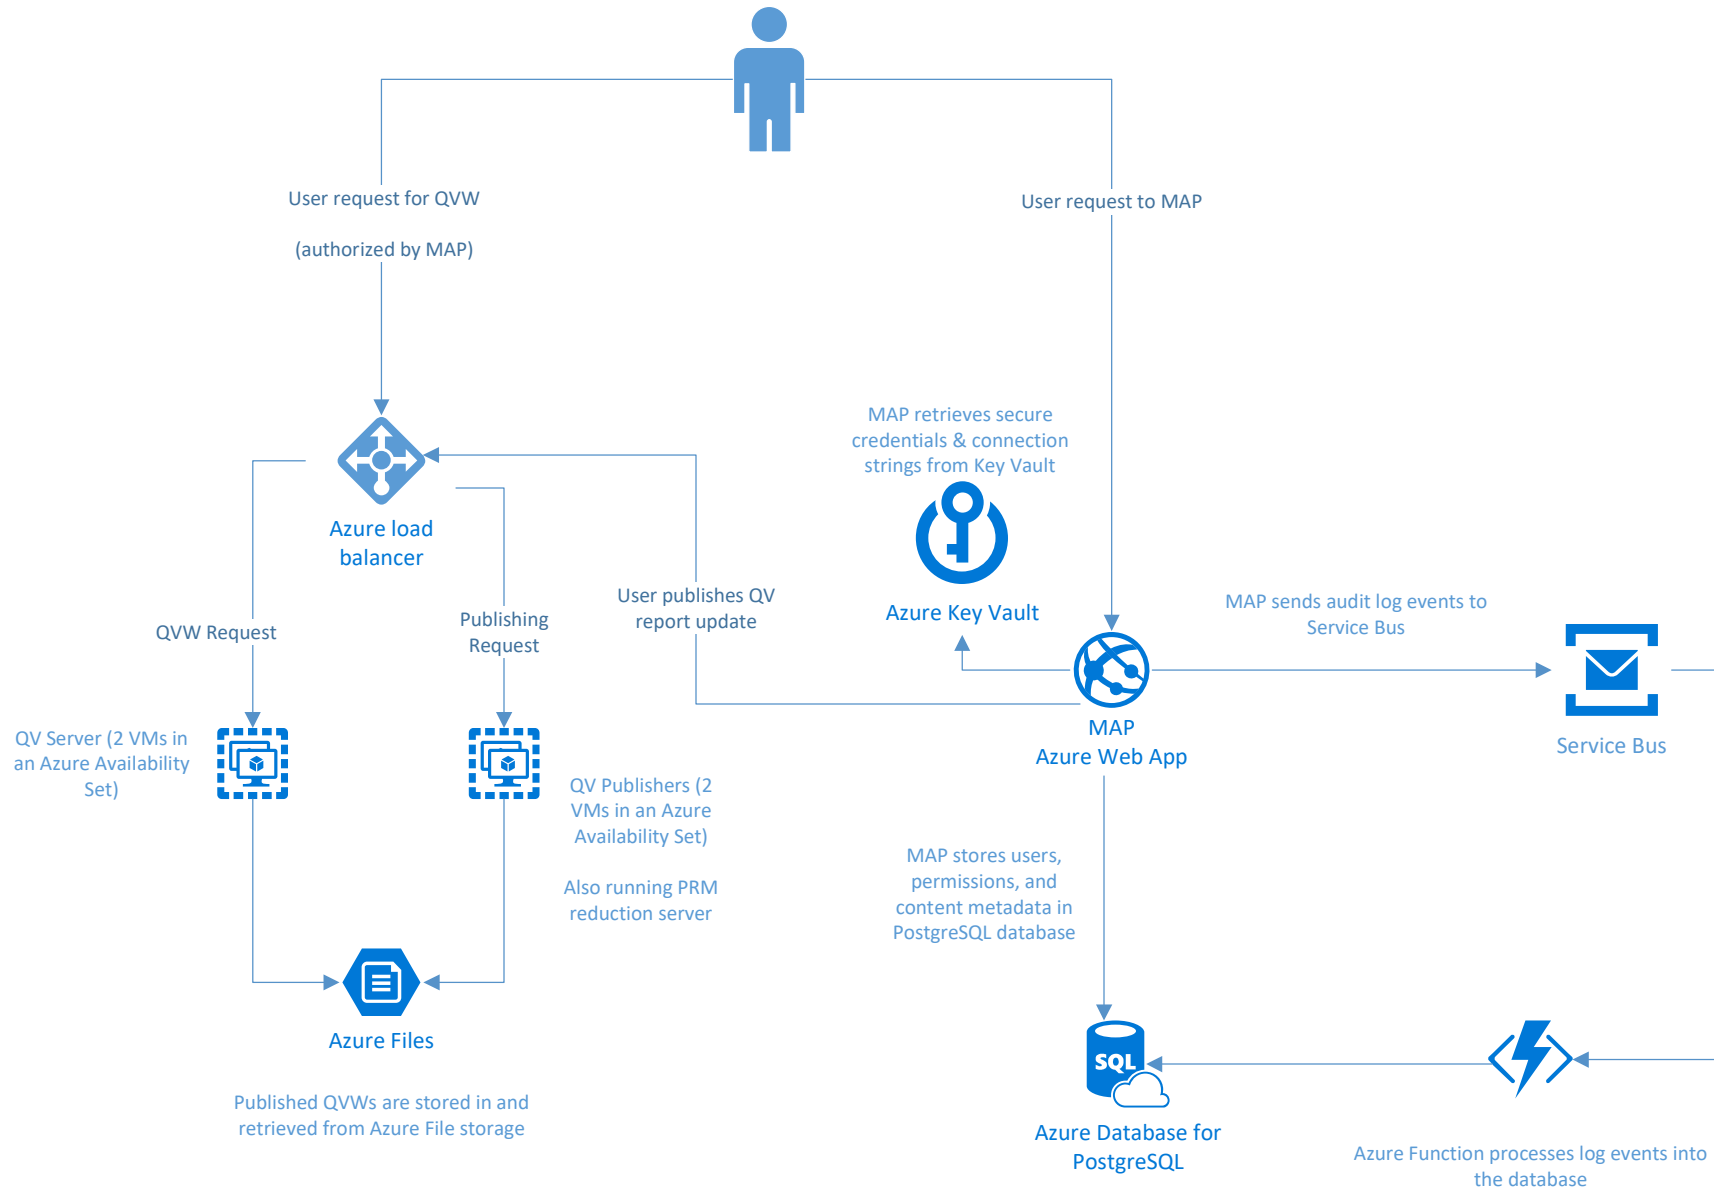 User request for QVW
(authorized by MAP)
User request to MAP
MAP retrieves secure
credentials & connection
strings from Key Vault
Azure load
balancer
Azure Key Vault
User publishes QV
report update
MAP sends audit log events to
Service Bus
QVW Request
Publishing
Request
QV Server (2 VMs in
an Azure Availability
Set)
QV Publishers (2
VMs in an Azure
Availability Set)
Also running PRM
reduction server
MAP
Azure Web App
Service Bus
MAP stores users,
permissions, and
content metadata in
PostgreSQL database
Azure Files
Published QVWs are stored in and
retrieved from Azure File storage
SQL
Azure Database for
PostgreSQL
Azure Function processes log events into
the database